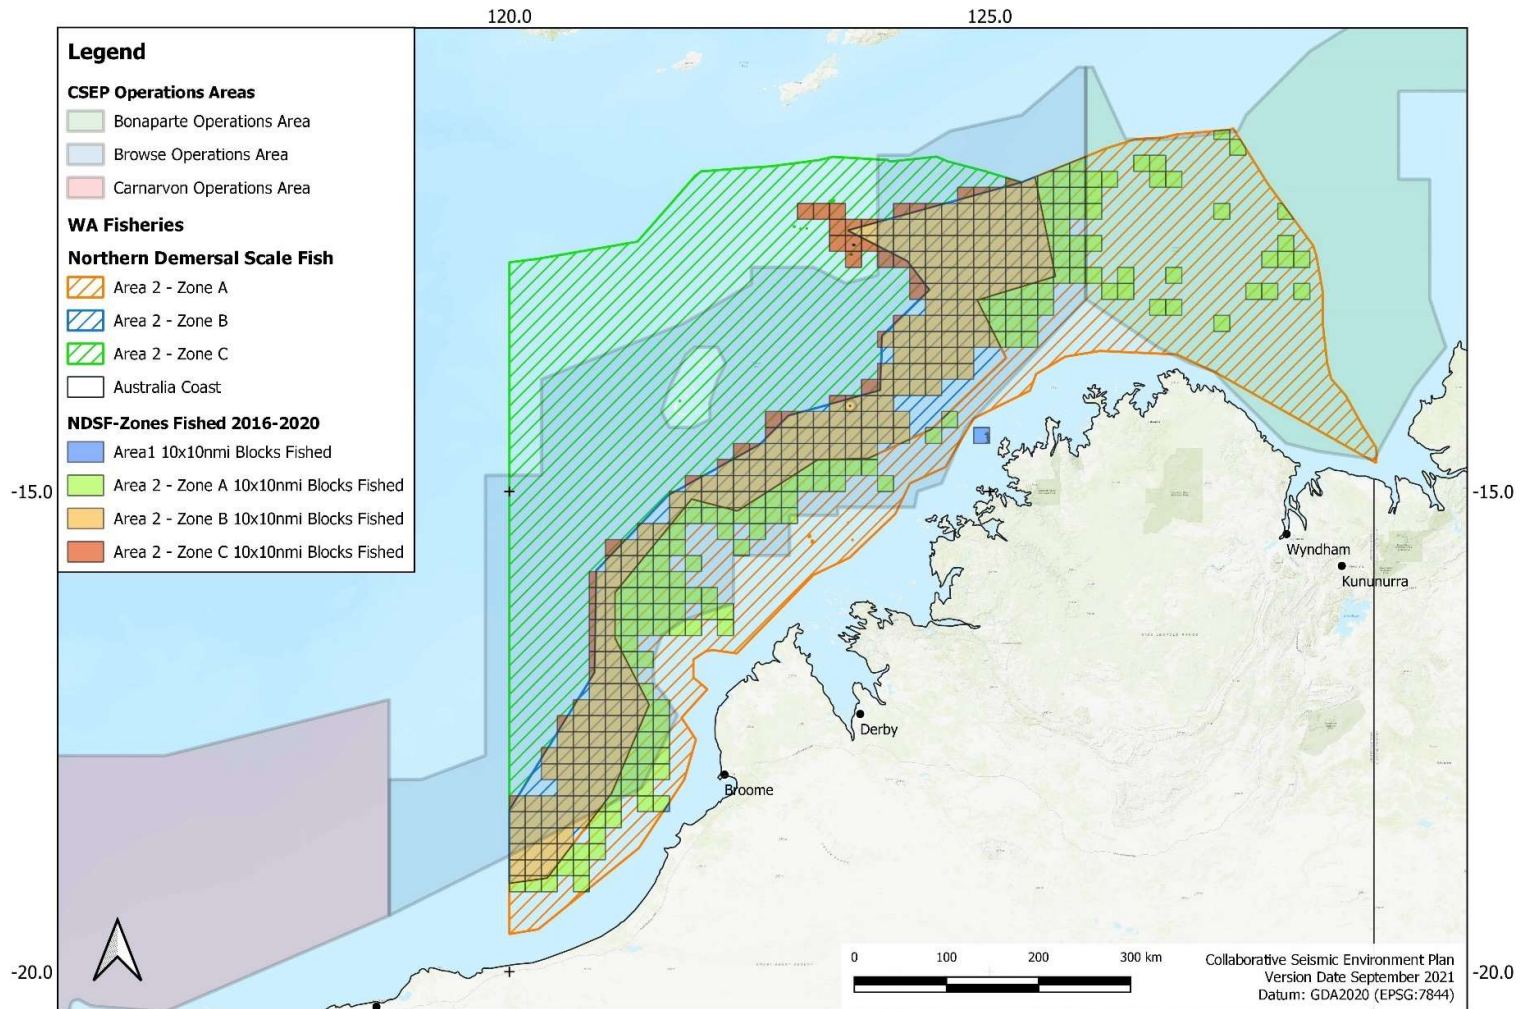 120.0
125.0
Legend
CSEP Operations Areas
Bonaparte Operations Area
Browse Operations Area
Carnarvon Operations Area
WA Fisheries
Northern Demersal Scale Fish
Area 2 - Zone A
Area 2 - Zone B
Area 2 - Zone C
Australia Coast
NDSF-Zones Fished 2016-2020
Area1 10x10nmi Blocks Fished
Area 2 - Zone A 10x10nmi Blocks Fished
Area 2 - Zone B 10x10nmi Blocks Fished
Area 2 - Zone C 10x10nmi Blocks Fished
-15.0
-15.0
Wyndham
Kununurra
Derby
Broome
-20.0
-20.0
0 100 200 300 km
Collaborative Seismic Environment Plan
Version Date September 2021
Datum: GDA2020 (EPSG:7844)